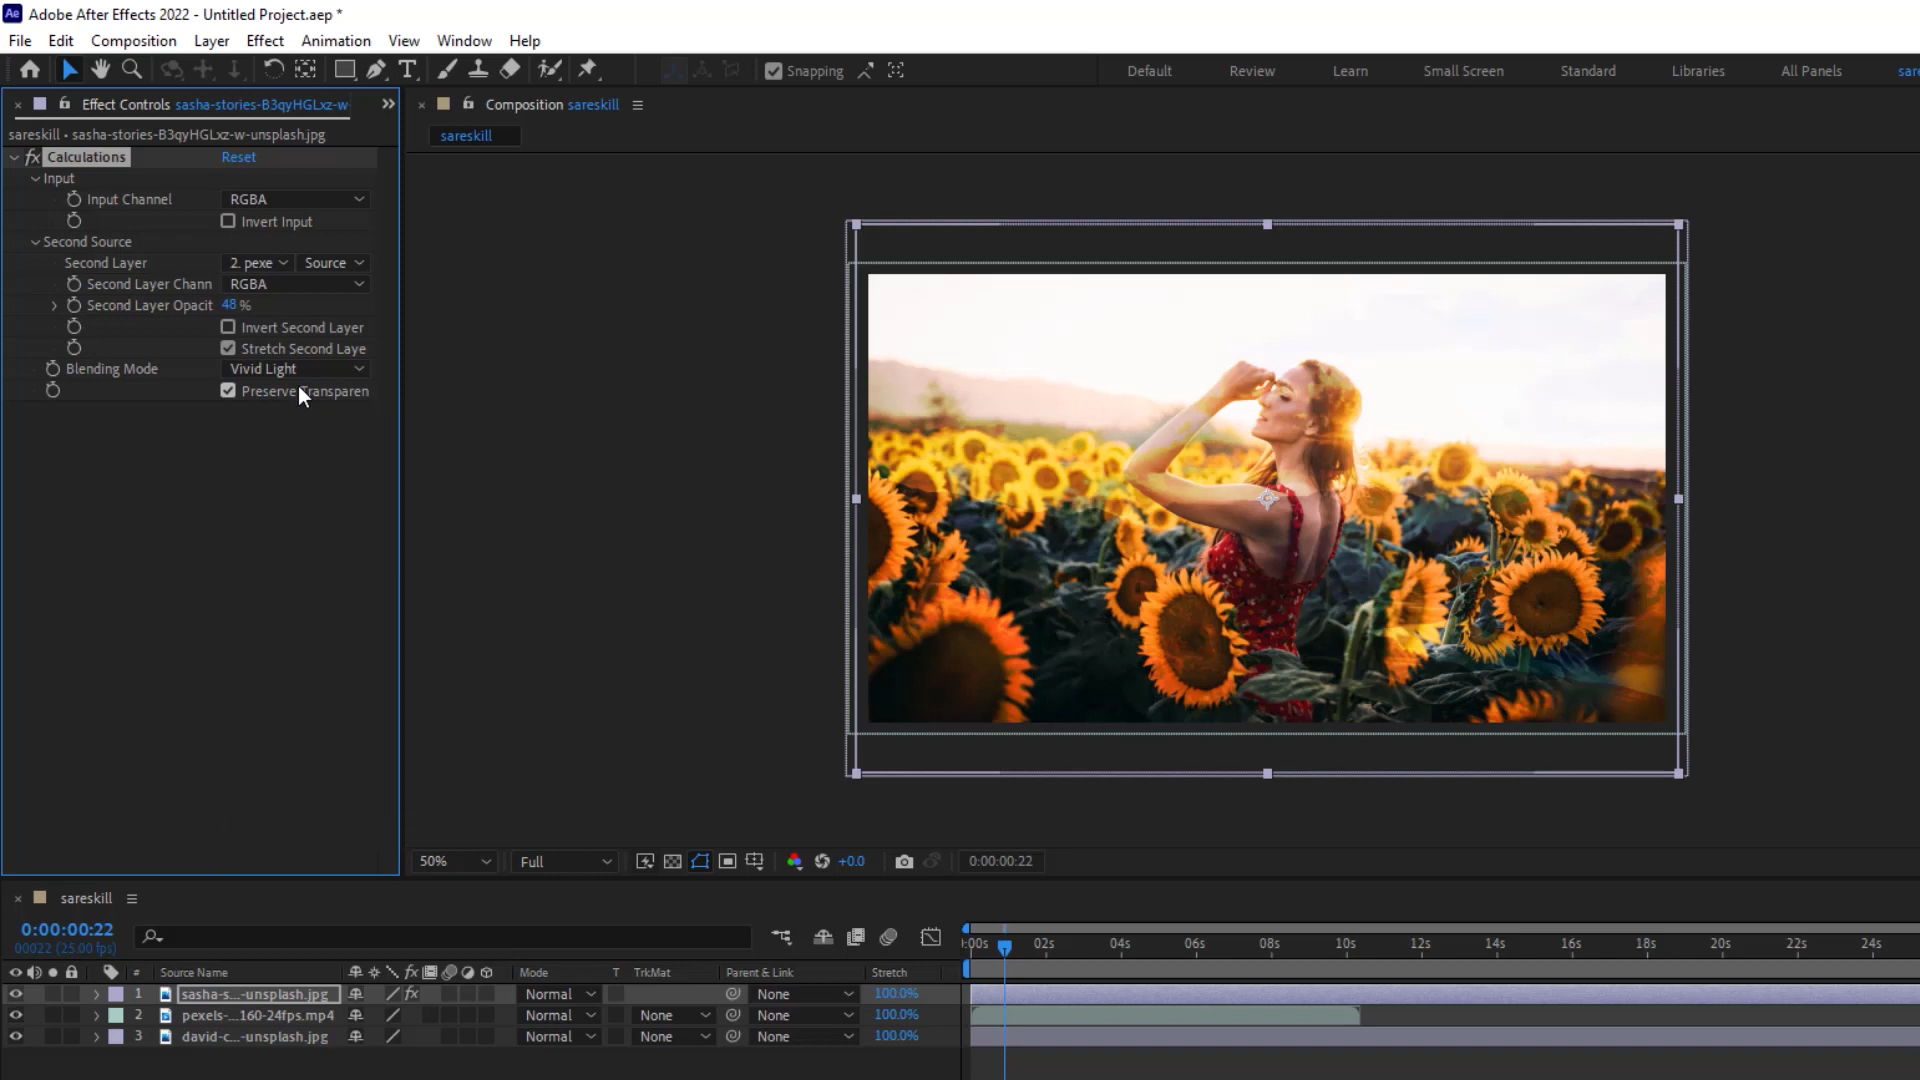 Ae Adobe After Effects 2022 - Untitled Project.aep *
File Edit Composition Layer Effect Animation View Window Help
Snapping Default Review Learn Small Screen Standard Libraries All Panels sare
Effect Controls sasha-stories-B3qyHGLxz-w-
Composition sareskill
sareskill • sasha-stories-B3qyHGLxz-w-unsplash.jpg
sareskill
fx Calculations Reset
Input
Input Channel RGBA
Invert Input
Second Source
Second Layer 2. pexe Source
Second Layer Chann RGBA
Second Layer Opacit 48 %
Invert Second Layer
Stretch Second Laye
Blending Mode Vivid Light
Preserve Transparen
50% Full +0.0 0:00:00:22
sareskill
0:00:00:22
00022 (25.00 fps)
:00s 02s 04s 06s 08s 10s 12s 14s 16s 18s 20s 22s 24s
# Source Name fx Mode T TrkMat Parent & Link Stretch
1 sasha-s...-unsplash.jpg fx Normal None 100.0%
2 pexels-...160-24fps.mp4 Normal None None 100.0%
3 david-c...-unsplash.jpg Normal None None 100.0%